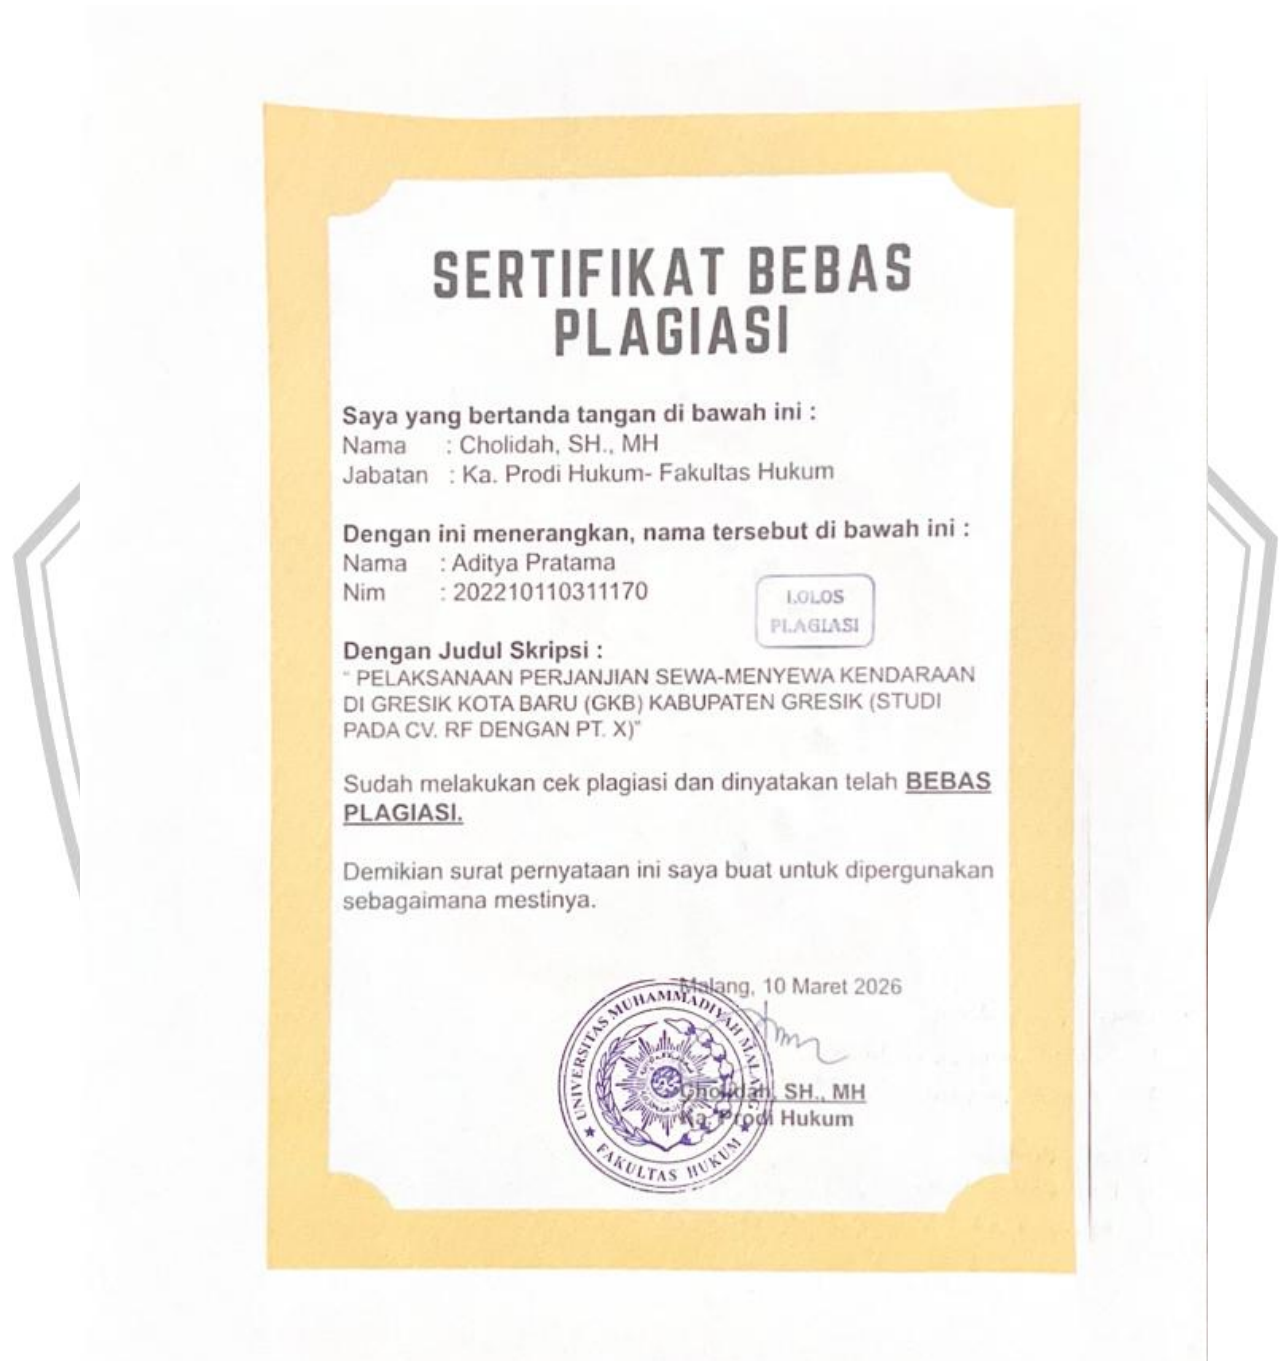 SERTIFIKAT BEBAS
PLAGIASI
Saya yang bertanda tangan di bawah ini :
Nama : Cholidah, SH., MH
Jabatan : Ka. Prodi Hukum- Fakultas Hukum
Dengan ini menerangkan, nama tersebut di bawah ini :
Nama : Aditya Pratama
Nim : 202210110311170
LOLOS
PLAGIASI
Dengan Judul Skripsi :
" PELAKSANAAN PERJANJIAN SEWA-MENYEWA KENDARAAN
DI GRESIK KOTA BARU (GKB) KABUPATEN GRESIK (STUDI
PADA CV. RF DENGAN PT. X)"
Sudah melakukan cek plagiasi dan dinyatakan telah BEBAS
PLAGIASI.
Demikian surat pernyataan ini saya buat untuk dipergunakan
sebagaimana mestinya.
Malang, 10 Maret 2026
UNIVERSITAS MUHAMMADIYAH MALANG
FAKULTAS HUKUM
Cholidah, SH., MH
Ka. Prodi Hukum